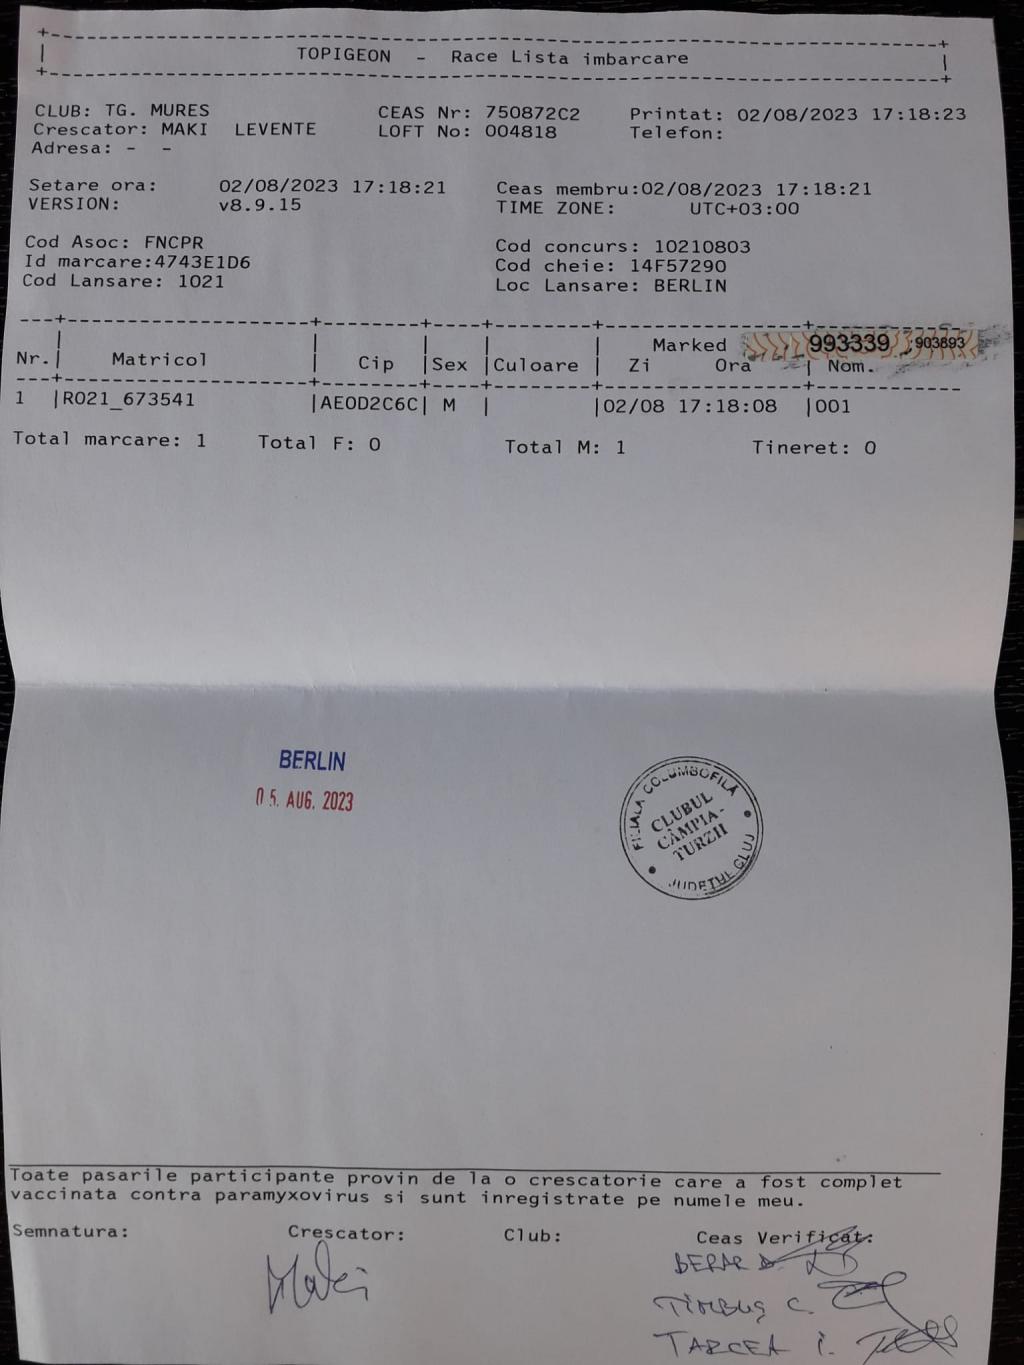 TOPIGEON - Race Lista imbarcare
CLUB: TG. MURES CEAS Nr: 750872C2 Printat: 02/08/2023 17:18:23
Crescator: MAKI LEVENTE LOFT No: 004818 Telefon:
Adresa: - -
Setare ora: 02/08/2023 17:18:21 Ceas membru:02/08/2023 17:18:21
VERSION: v8.9.15 TIME ZONE: UTC+03:00
Cod Asoc: FNCPR Cod concurs: 10210803
Id marcare:4743E1D6 Cod cheie: 14F57290
Cod Lansare: 1021 Loc Lansare: BERLIN
993339 903893
Marked
Nr. Matricol Cip Sex Culoare Zi Ora Nom.
1 RO21_673541 AE0D2C6C M 02/08 17:18:08 001
Total marcare: 1 Total F: 0 Total M: 1 Tineret: 0
BERLIN
05. AUG. 2023
FILIALA COLUMBOFILĂ
CLUBUL
CÂMPIA-
TURZII
JUDEȚUL CLUJ
Toate pasarile participante provin de la o crescatorie care a fost complet
vaccinata contra paramyxovirus si sunt inregistrate pe numele meu.
Semnatura: Crescator: Club: Ceas Verificat:
Maki
BERAR
TIMBUȘ C.
TARCEA I.